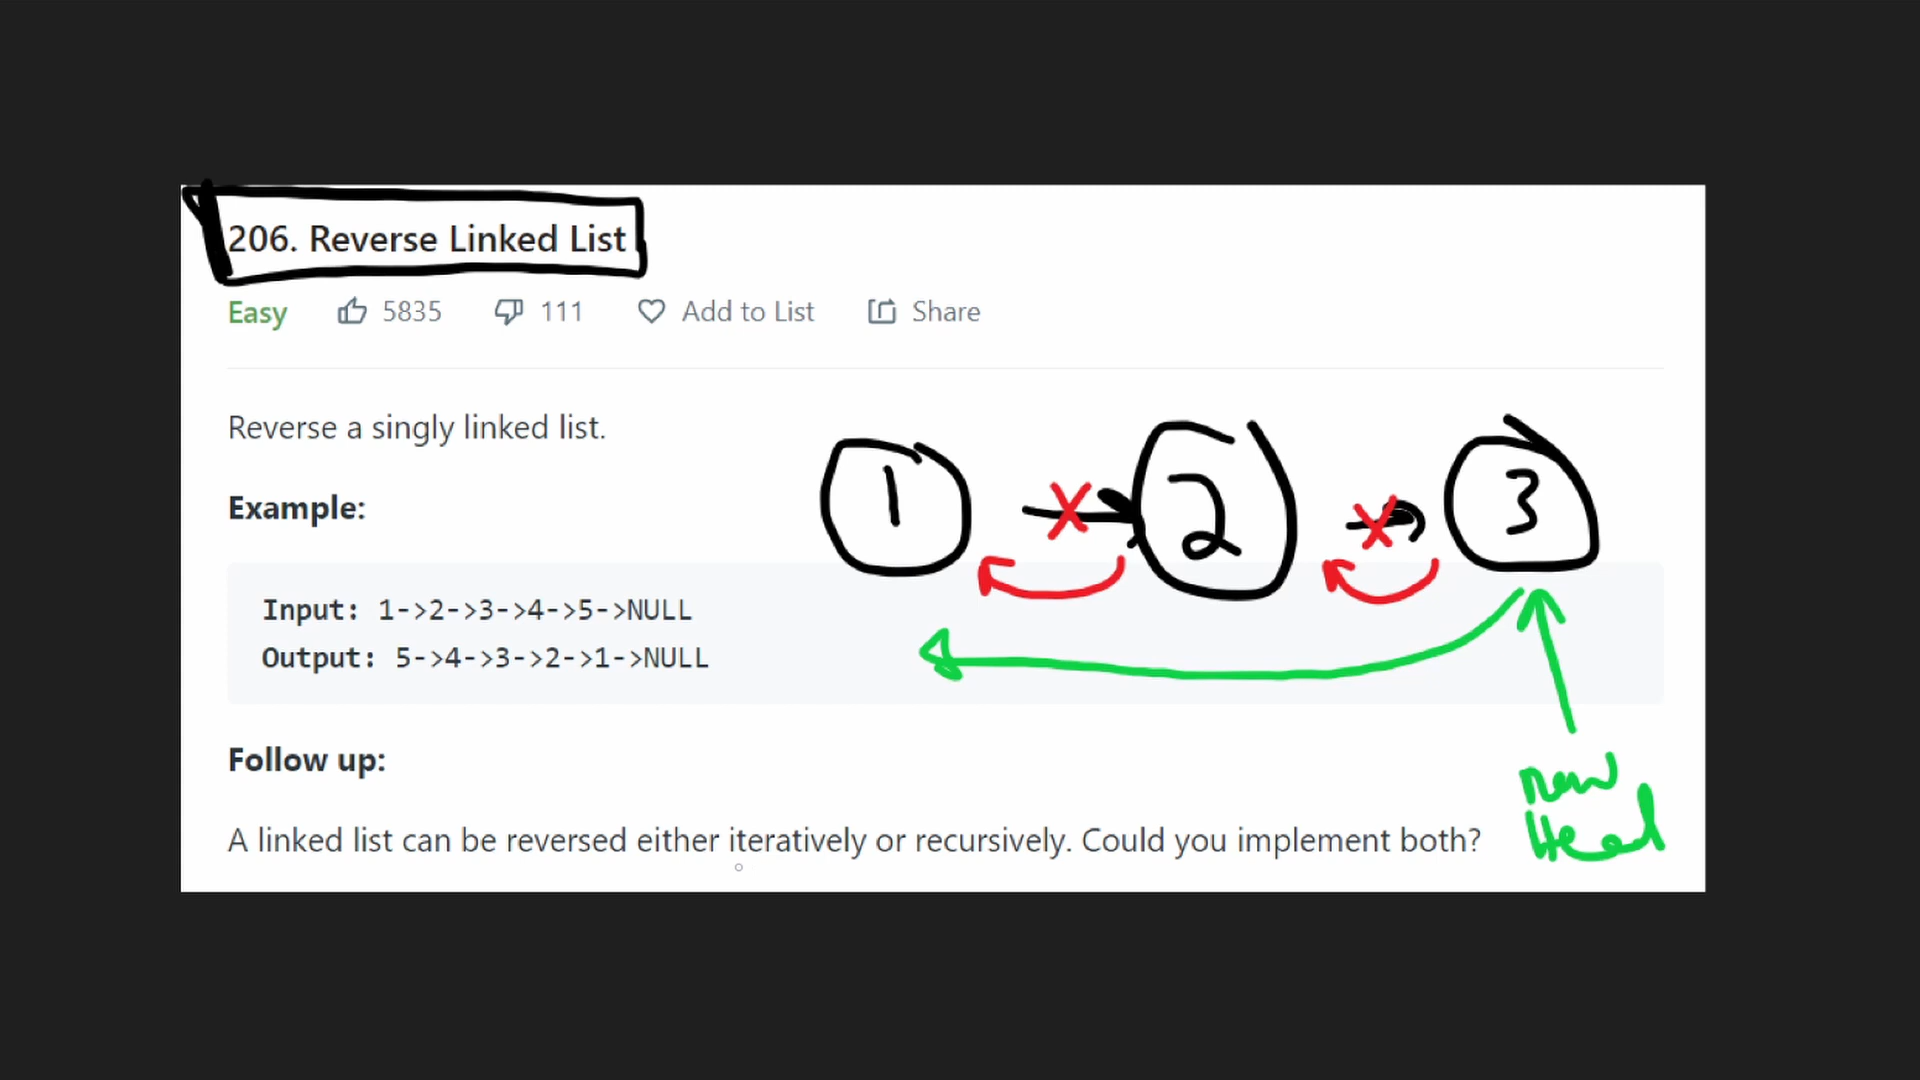 206. Reverse Linked List
Easy 5835 111 Add to List Share
Reverse a singly linked list.
1 2 3
Example:
Input: 1->2->3->4->5->NULL
Output: 5->4->3->2->1->NULL
Follow up:
new
Head
A linked list can be reversed either iteratively or recursively. Could you implement both?